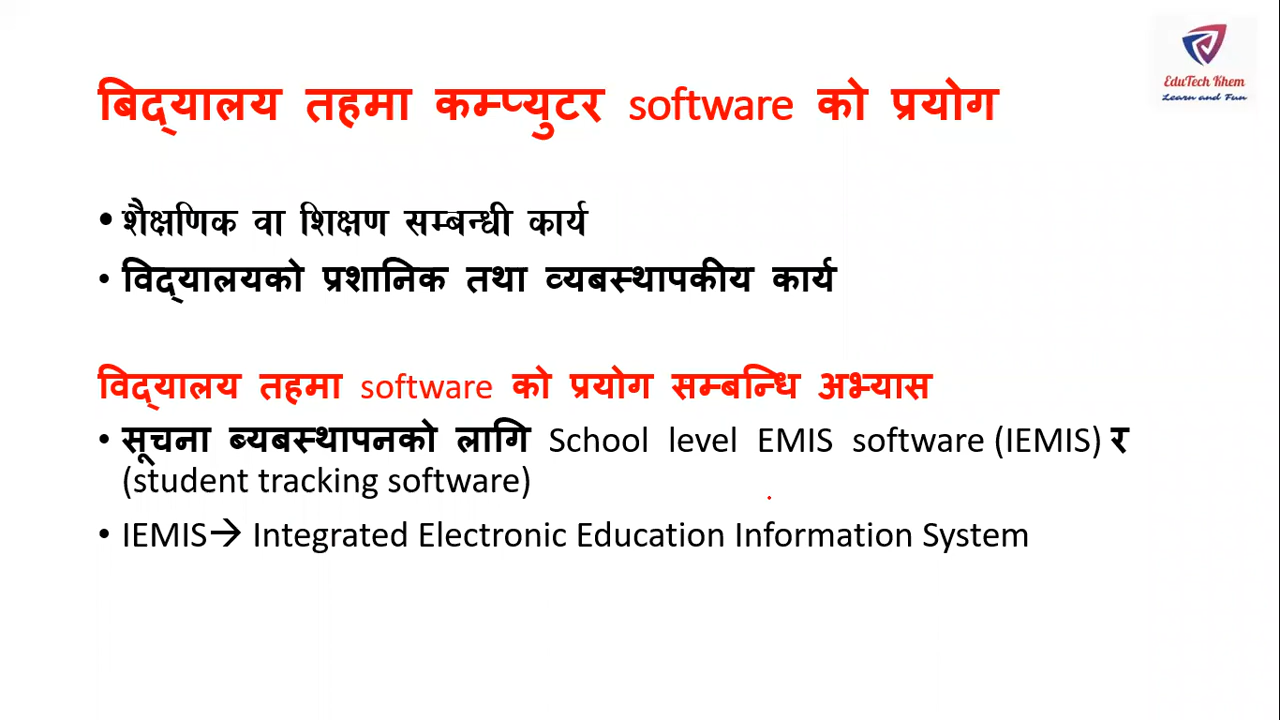 EduTech Khem
Learn and Fun
बिद्यालय तहमा कम्प्युटर software को प्रयोग
• शैक्षणिक वा शिक्षण सम्बन्धी कार्य
• विद्यालयको प्रशानिक तथा व्यबस्थापकीय कार्य
विद्यालय तहमा software को प्रयोग सम्बन्धि अभ्यास
• सूचना ब्यबस्थापनको लागि School level EMIS software (IEMIS) र
(student tracking software)
• IEMIS→ Integrated Electronic Education Information System